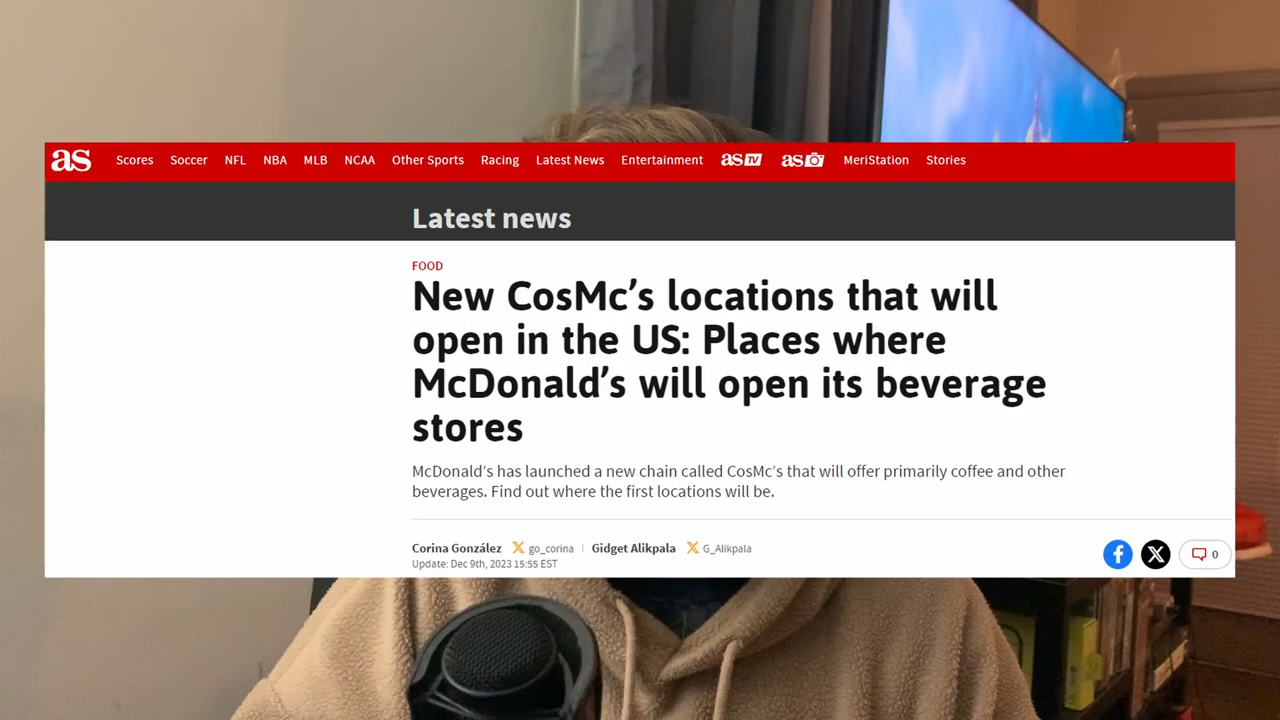 as Scores Soccer NFL NBA MLB NCAA Other Sports Racing Latest News Entertainment as TV as MeriStation Stories
Latest news
FOOD
New CosMc’s locations that will
open in the US: Places where
McDonald’s will open its beverage
stores
McDonald's has launched a new chain called CosMc's that will offer primarily coffee and other
beverages. Find out where the first locations will be.
Corina González go_corina Gidget Alikpala G_Alikpala
Update: Dec 9th, 2023 15:55 EST
0